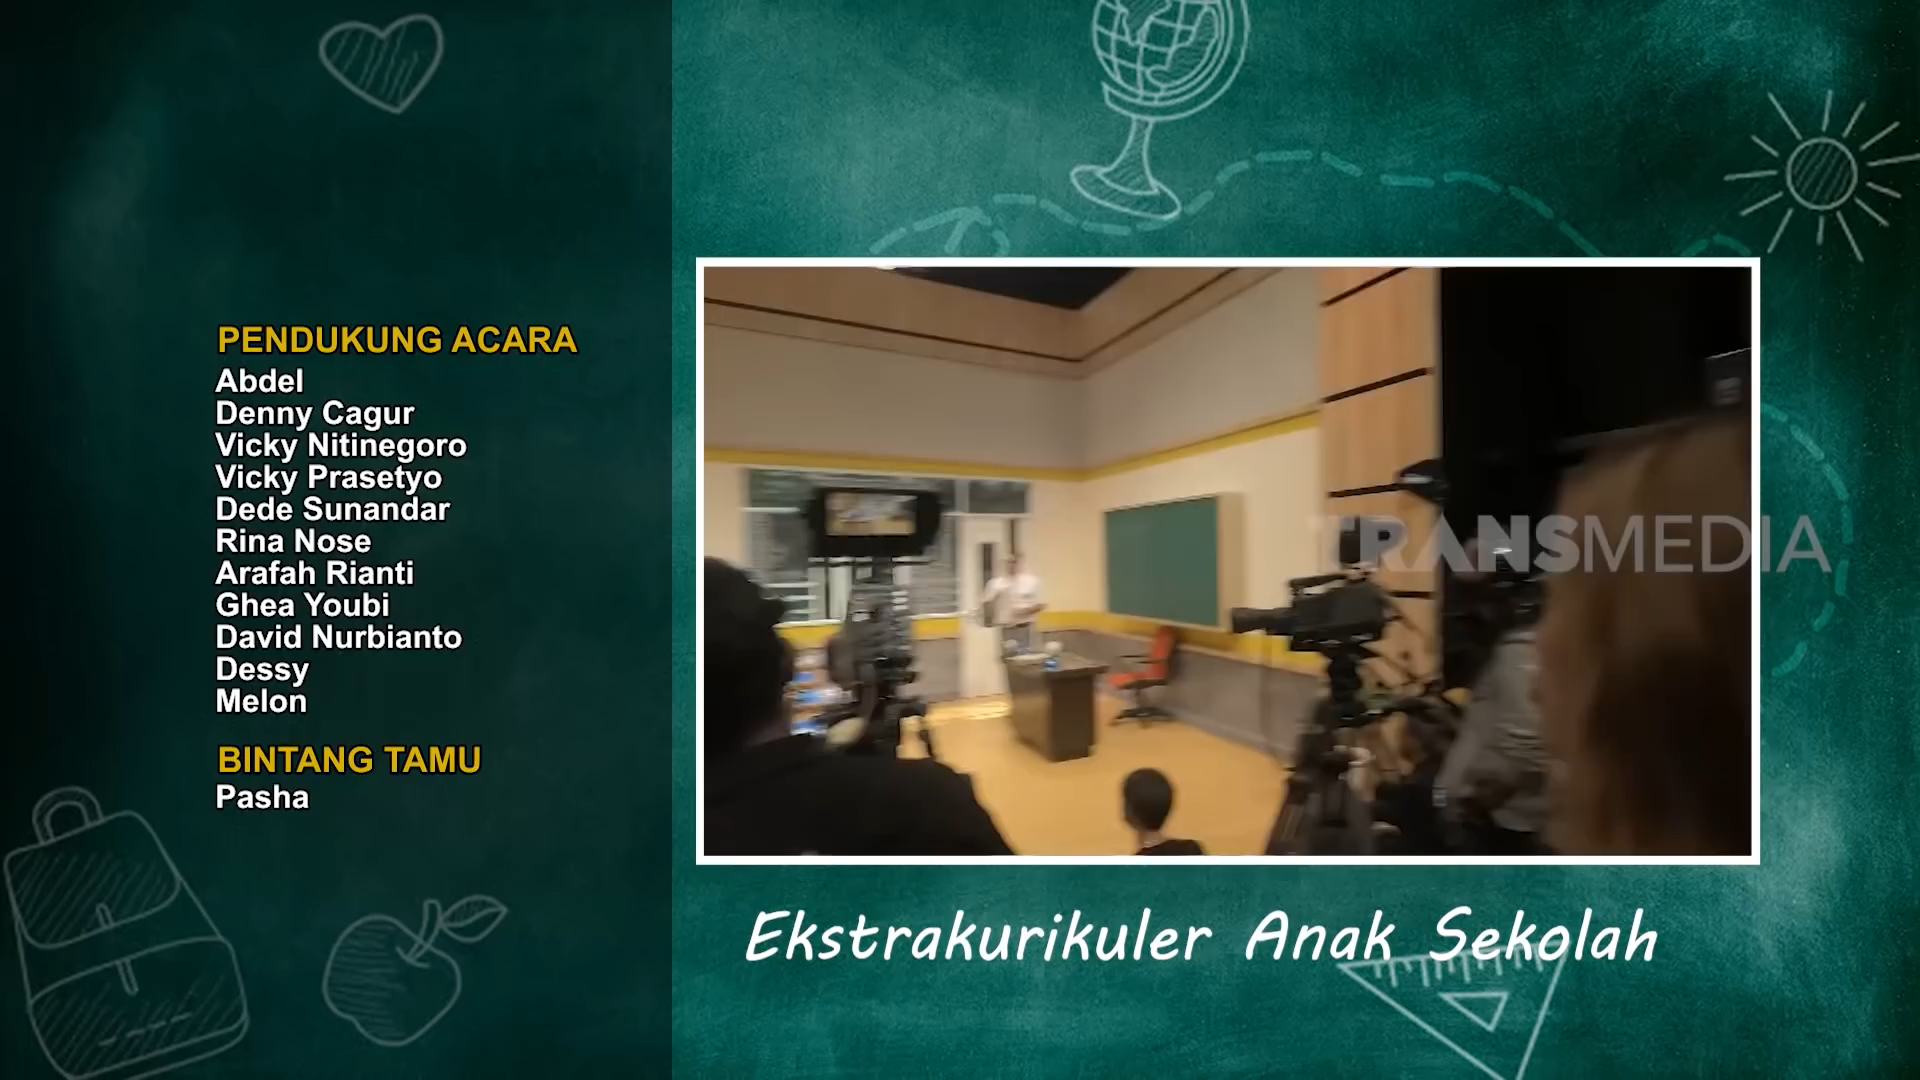 PENDUKUNG ACARA
Abdel
Denny Cagur
Vicky Nitinegoro
Vicky Prasetyo
Dede Sunandar
Rina Nose
Arafah Rianti
Ghea Youbi
David Nurbianto
Dessy
Melon
BINTANG TAMU
Pasha
TRANSMEDIA
Ekstrakurikuler Anak Sekolah